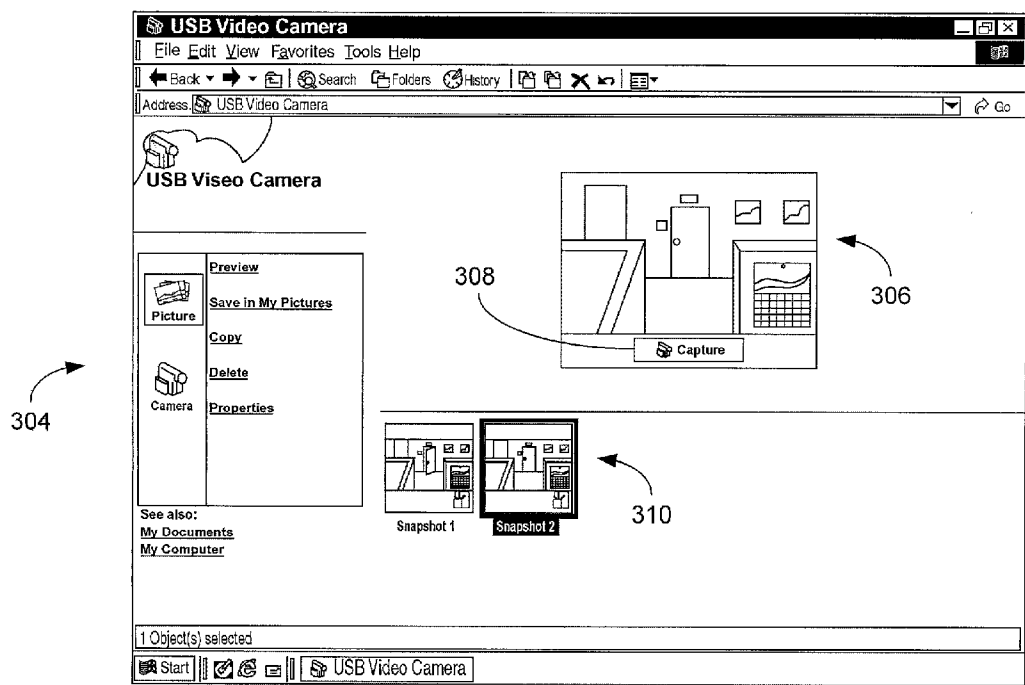 USB Video Camera
File Edit View Favorites Tools Help
Back Search Folders History
Address. USB Video Camera Go
USB Viseo Camera
Picture
Camera
Preview
Save in My Pictures
Copy
Delete
Properties
See also:
My Documents
My Computer
304
308
306
Capture
310
Snapshot 1
Snapshot 2
1 Object(s) selected
Start USB Video Camera